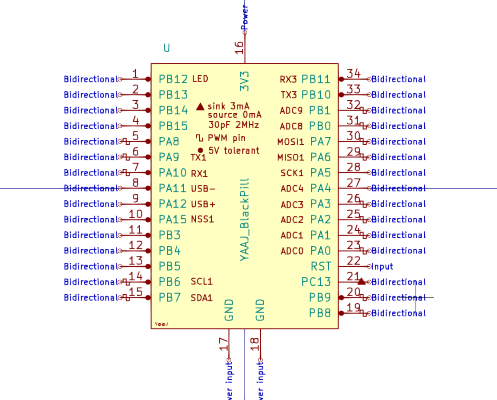 Power
16
U
3V3
Bidirectional 1 PB12 LED RX3 PB11 34 Bidirectional
Bidirectional 2 PB13 TX3 PB10 33 Bidirectional
Bidirectional 3 PB14 ADC9 PB1 32 Bidirectional
Bidirectional 4 PB15 ADC8 PB0 31 Bidirectional
Bidirectional 5 PA8 MOSI1 PA7 30 Bidirectional
Bidirectional 6 PA9 TX1 MISO1 PA6 29 Bidirectional
Bidirectional 7 PA10 RX1 SCK1 PA5 28 Bidirectional
Bidirectional 8 PA11 USB- ADC4 PA4 27 Bidirectional
Bidirectional 9 PA12 USB+ ADC3 PA3 26 Bidirectional
Bidirectional 10 PA15 NSS1 ADC2 PA2 25 Bidirectional
Bidirectional 11 PB3 ADC1 PA1 24 Bidirectional
Bidirectional 12 PB4 ADC0 PA0 23 Bidirectional
Bidirectional 13 PB5 RST 22 Input
Bidirectional 14 PB6 SCL1 PC13 21 Bidirectional
Bidirectional 15 PB7 SDA1 PB9 20 Bidirectional
PB8 19 Bidirectional
sink 3mA
source 0mA
30pF 2MHz
PWM pin
5V tolerant
YAAJ_BlackPill
YaaJ
GND GND
17 18
wer input wer input